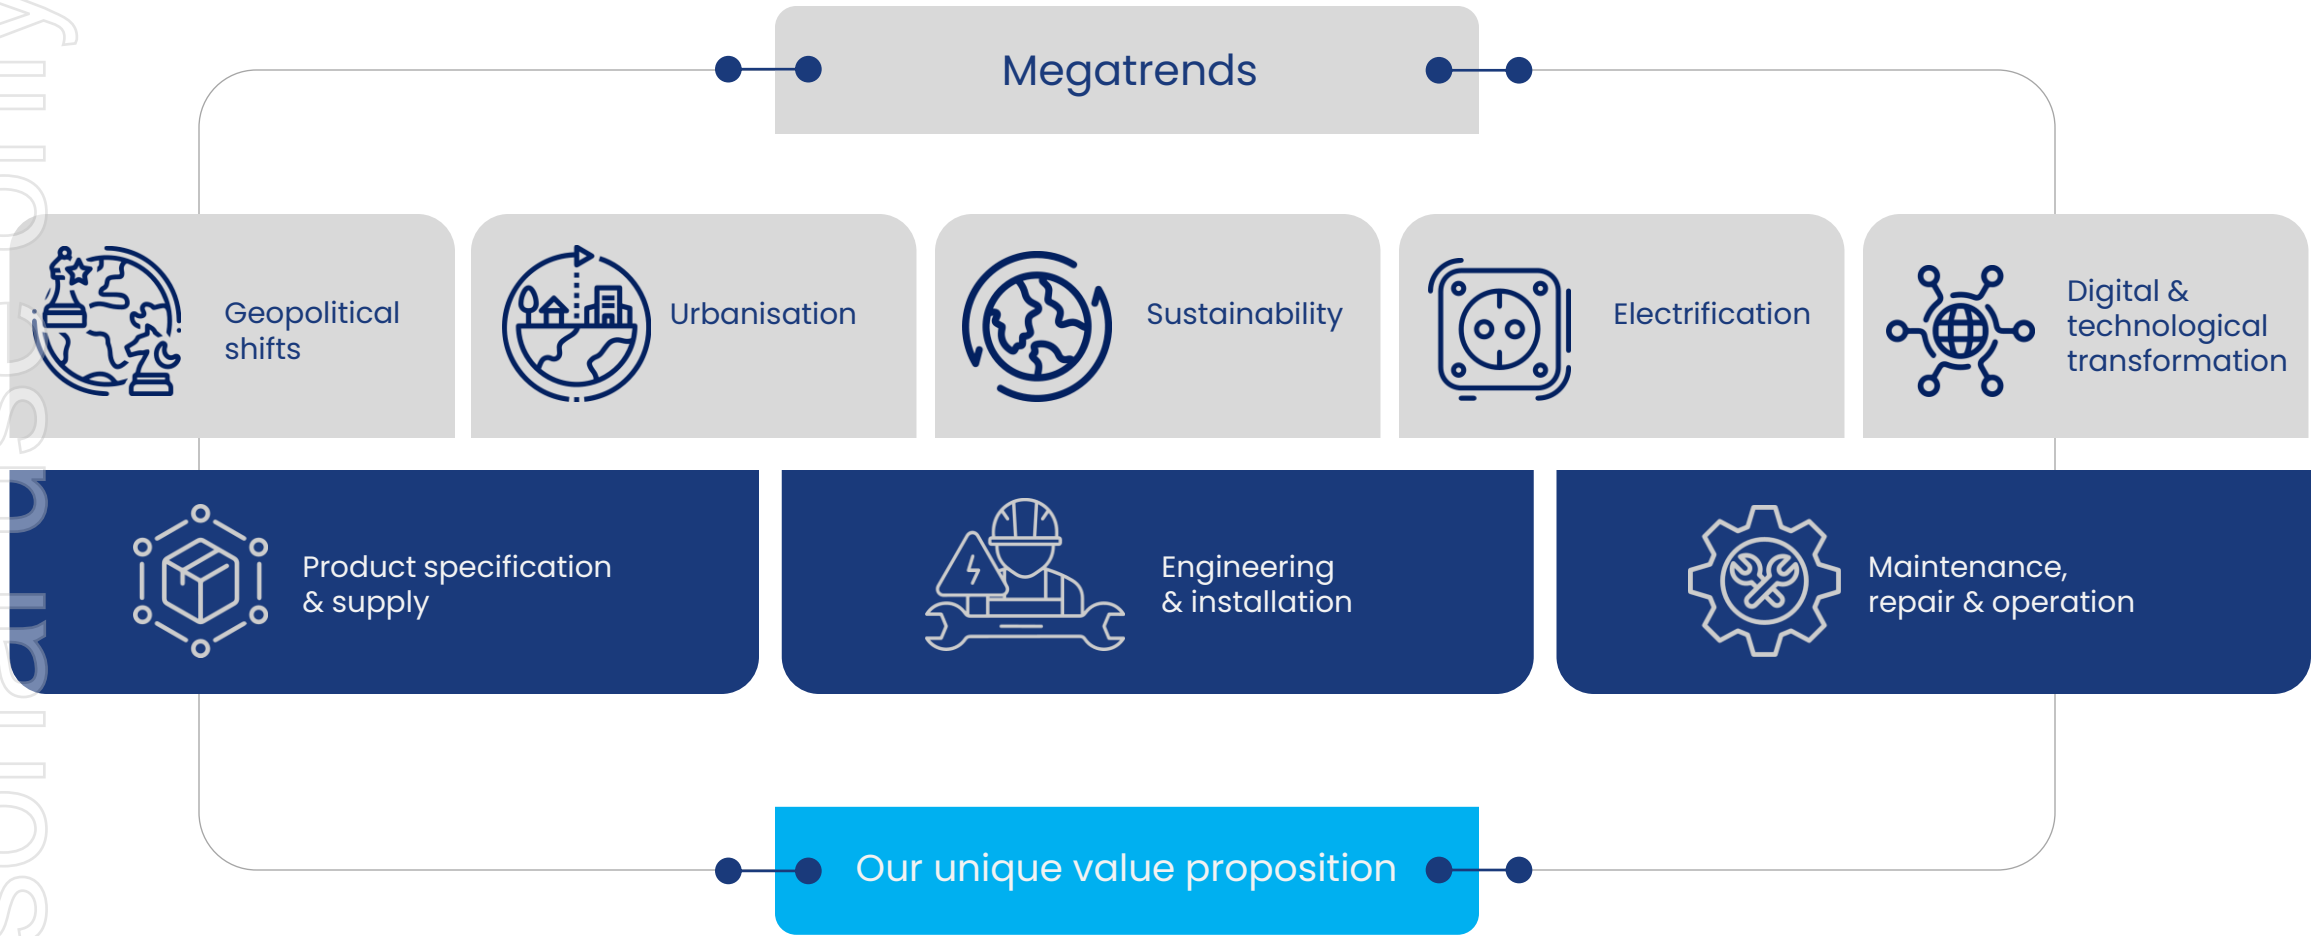 Megatrends
Geopolitical
shifts
Urbanisation
Sustainability
Electrification
Digital &
technological
transformation
Product specification
& supply
Engineering
& installation
Maintenance,
repair & operation
Our unique value proposition